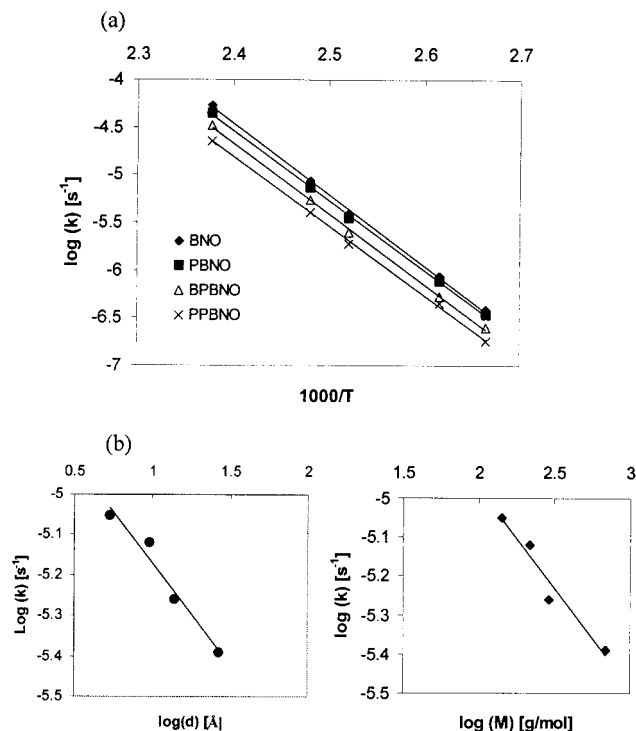 (a)
2.3 2.4 2.5 2.6 2.7
-4
-4.5
-5
-5.5
-6
-6.5
-7
log (k) [s⁻¹]
BNO
PBNO
BPBNO
PPBNO
1000/T
(b)
0.5 1 1.5 2
-5
-5.1
-5.2
-5.3
-5.4
-5.5
Log (k) [s⁻¹]
log(d) [Å]
1.5 2 2.5 3
-5
-5.1
-5.2
-5.3
-5.4
-5.5
log (k) [s⁻¹]
log (M) [g/mol]